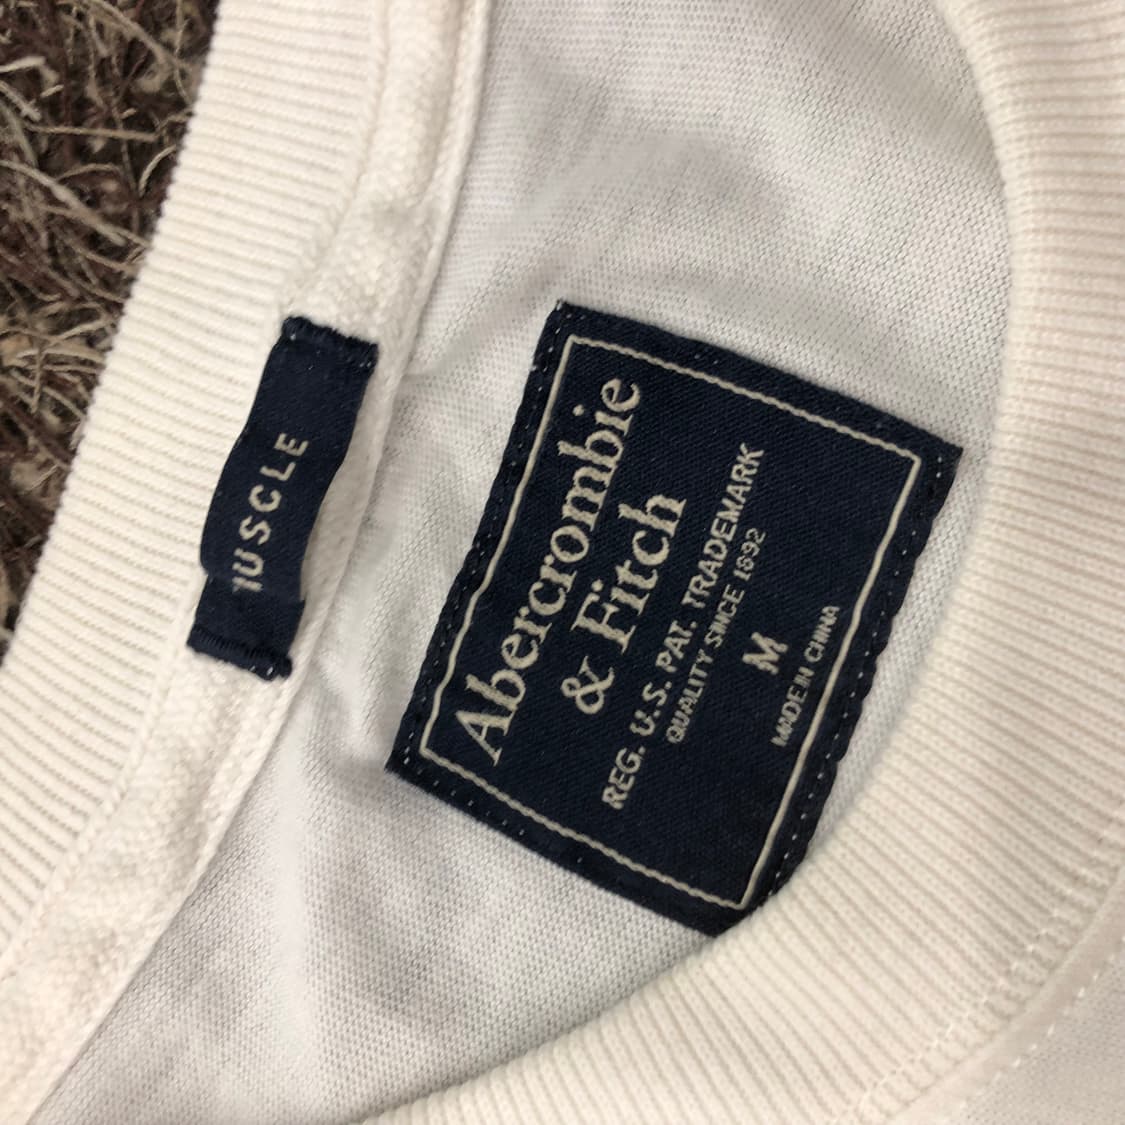 MUSCLE
Abercrombie
& Fitch
REG. U.S. PAT. TRADEMARK
QUALITY SINCE 1892
M
MADE IN CHINA